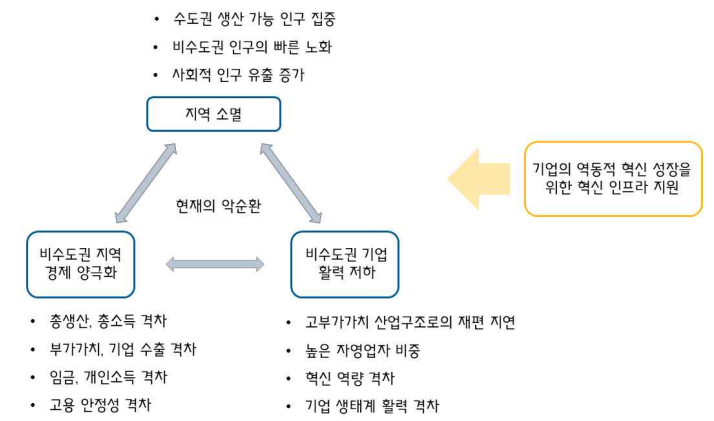 • 수도권 생산 가능 인구 집중
• 비수도권 인구의 빠른 노화
• 사회적 인구 유출 증가
지역 소멸
기업의 역동적 혁신 성장을
위한 혁신 인프라 지원
현재의 악순환
비수도권 지역
경제 양극화
비수도권 기업
활력 저하
• 총생산, 총소득 격차
• 부가가치, 기업 수출 격차
• 임금, 개인소득 격차
• 고용 안정성 격차
• 고부가가치 산업구조로의 재편 지연
• 높은 자영업자 비중
• 혁신 역량 격차
• 기업 생태계 활력 격차